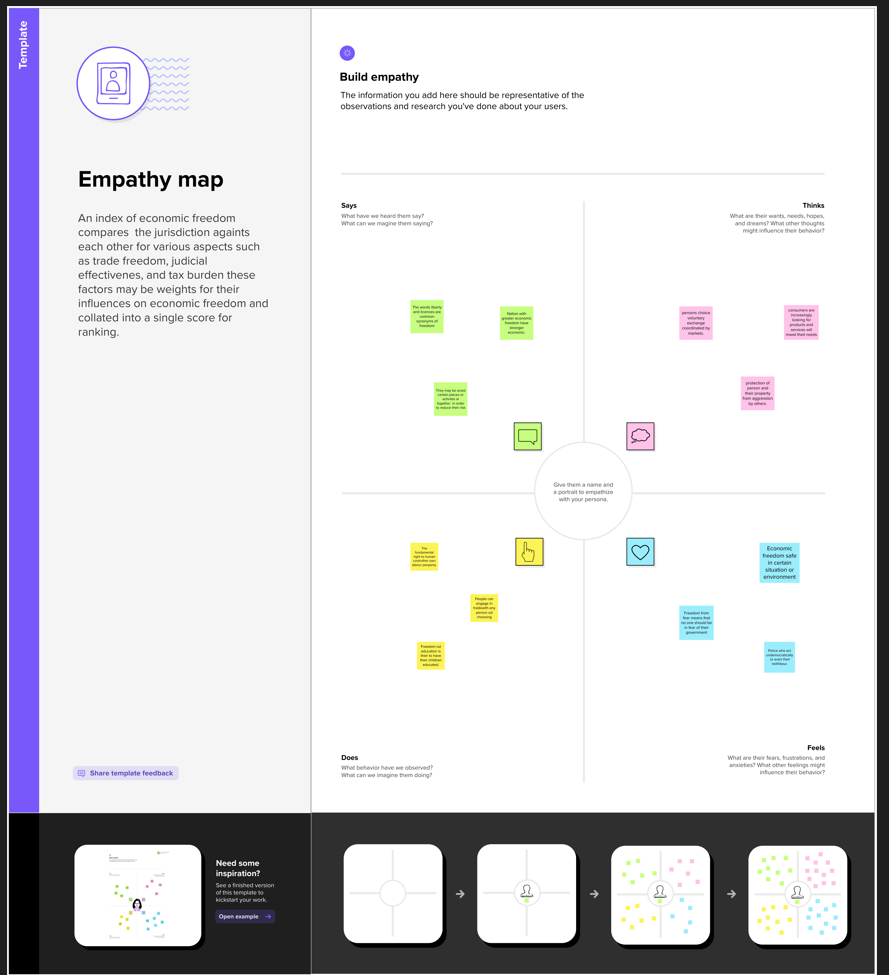 Template
Empathy map
An index of economic freedom
compares the jurisdiction againts
each other for various aspects such
as trade freedom, judicial
effectivenes, and tax burden these
factors may be weights for their
influences on economic freedom and
collated into a single score for
ranking.
Share template feedback
Build empathy
The information you add here should be representative of the
observations and research you've done about your users.
Says
What have we heard them say?
What can we magine them saying?
The words liberty
and licences are
common
synonyms of
freedom
Nation with
greater economic
freedom have
stronger
economic.
They may be avoid
certain places or
activities al
together in order
to reduce their risk
Thinks
What are their wants, needs, hopes,
and dreams? What other thoughts
might influence their behavior?
persons choice
voluntary
exchange
coordinated by
markets.
consumers are
increasingly
looking for
products and
services will
meed their needs
protection of
person and
their property
from aggression
by others.
Give them a name and
a portrait to empathize
with your persona.
The
fundamental
right to human
labour property.
People can
engage in
tradewith any
person od
choosing
Freedom od
education is
their to have
their children
educated.
Economic
freedom safe
in certain
situation or
environment
Freedom from
fear means that
no one should be
in fear of their
government
Police who act
undemocratically
or even their
Does
What behavior have we observed?
What can we imagine them doing?
Feels
What are their fears, frustrations, and
anxieties? What other feelings might
influence their behavior?
Need some
inspiration?
See a finished version
of this template to
kickstart your work.
Open example